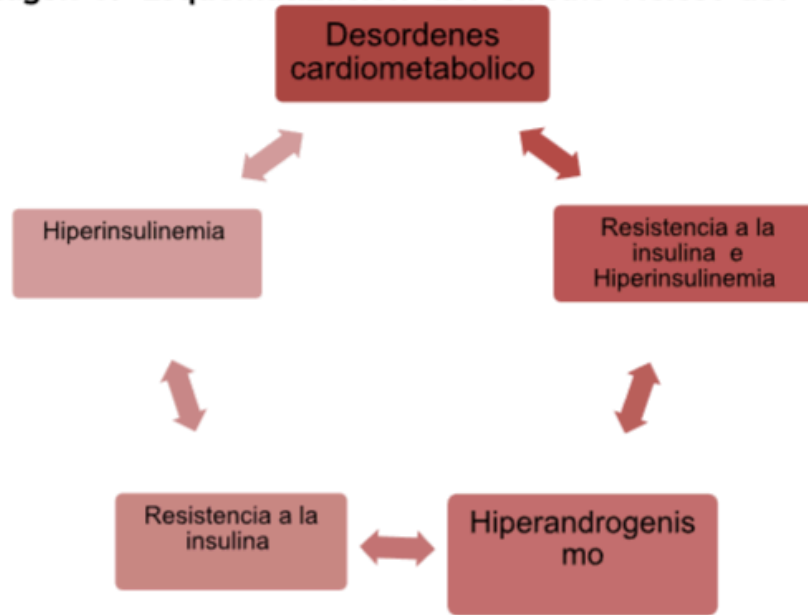 Desordenes
cardiometabolico
Hiperinsulinemia
Resistencia a la
insulina e
Hiperinsulinemia
Resistencia a la
insulina
Hiperandrogenis
mo